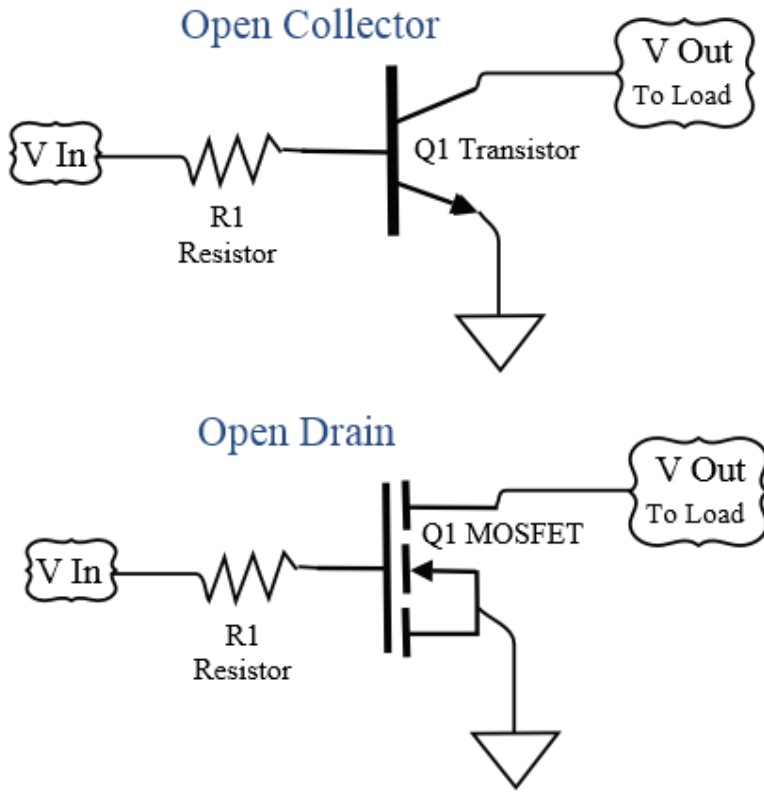 Open Collector
V Out
To Load
V In
Q1 Transistor
R1
Resistor
Open Drain
V Out
To Load
Q1 MOSFET
V In
R1
Resistor